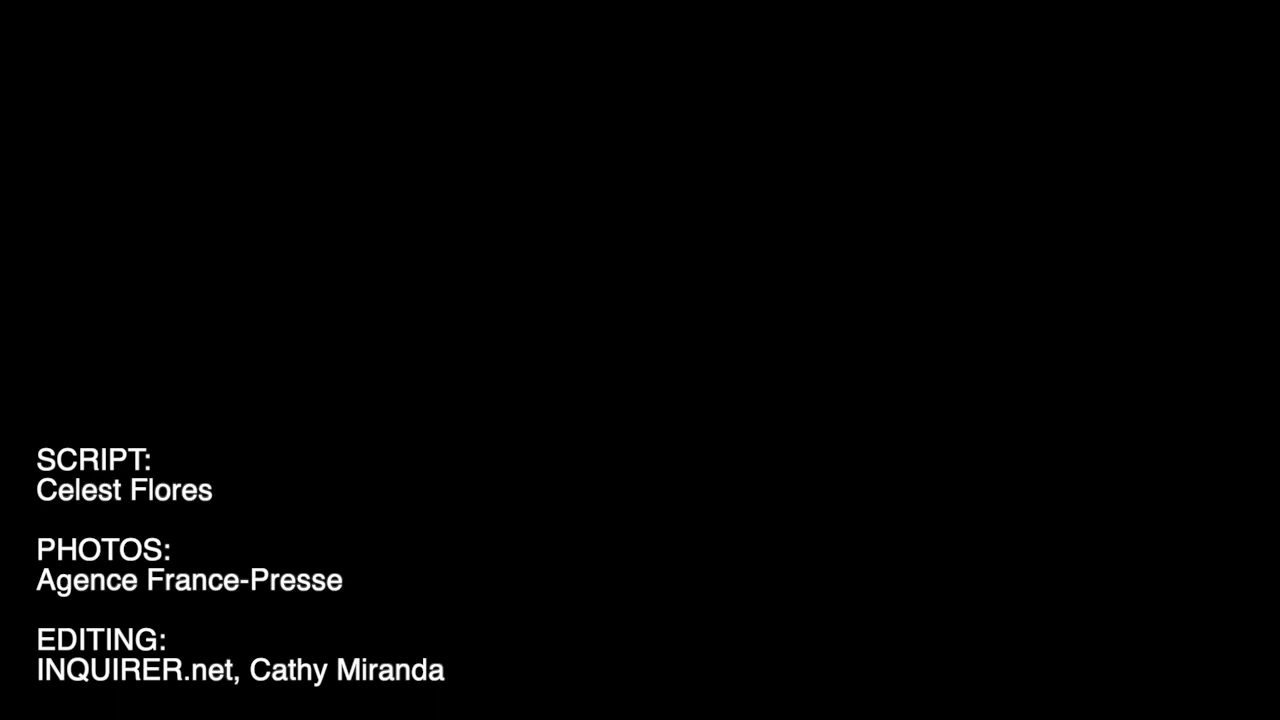 SCRIPT:
Celest Flores
PHOTOS:
Agence France-Presse
EDITING:
INQUIRER.net, Cathy Miranda